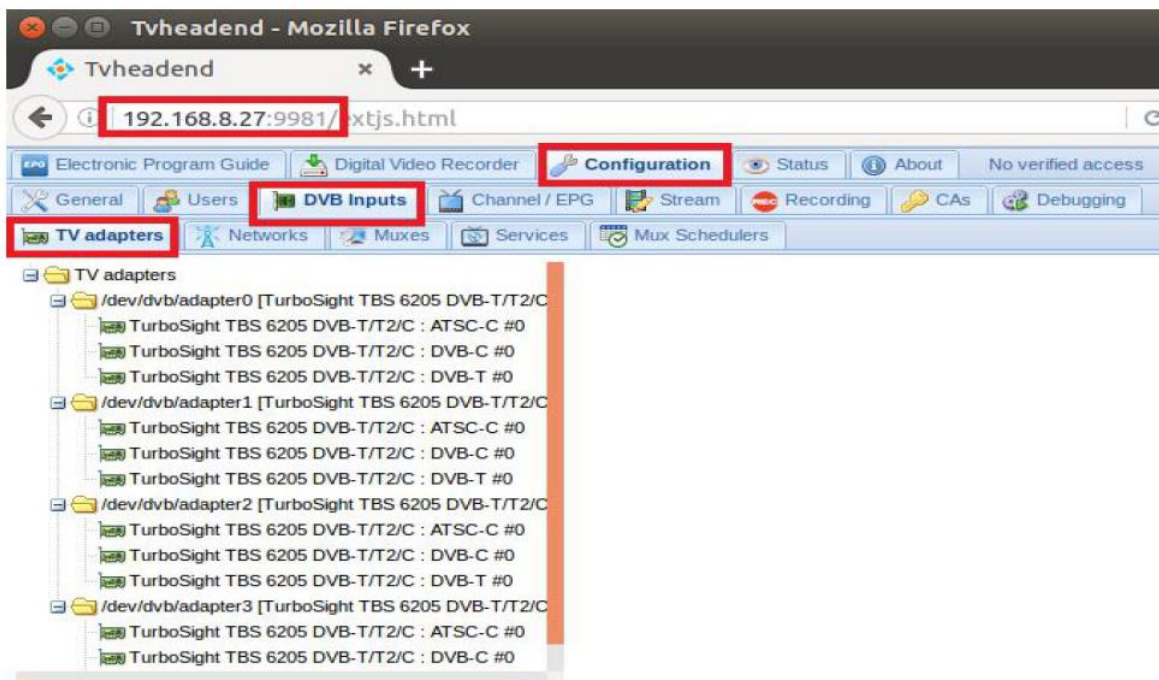 Tvheadend - Mozilla Firefox
Tvheadend × +
192.168.8.27:9981/extjs.html
Electronic Program Guide Digital Video Recorder Configuration Status About No verified access
General Users DVB Inputs Channel / EPG Stream Recording CAs Debugging
TV adapters Networks Muxes Services Mux Schedulers
TV adapters
/dev/dvb/adapter0 [TurboSight TBS 6205 DVB-T/T2/C
TurboSight TBS 6205 DVB-T/T2/C : ATSC-C #0
TurboSight TBS 6205 DVB-T/T2/C : DVB-C #0
TurboSight TBS 6205 DVB-T/T2/C : DVB-T #0
/dev/dvb/adapter1 [TurboSight TBS 6205 DVB-T/T2/C
TurboSight TBS 6205 DVB-T/T2/C : ATSC-C #0
TurboSight TBS 6205 DVB-T/T2/C : DVB-C #0
TurboSight TBS 6205 DVB-T/T2/C : DVB-T #0
/dev/dvb/adapter2 [TurboSight TBS 6205 DVB-T/T2/C
TurboSight TBS 6205 DVB-T/T2/C : ATSC-C #0
TurboSight TBS 6205 DVB-T/T2/C : DVB-C #0
TurboSight TBS 6205 DVB-T/T2/C : DVB-T #0
/dev/dvb/adapter3 [TurboSight TBS 6205 DVB-T/T2/C
TurboSight TBS 6205 DVB-T/T2/C : ATSC-C #0
TurboSight TBS 6205 DVB-T/T2/C : DVB-C #0